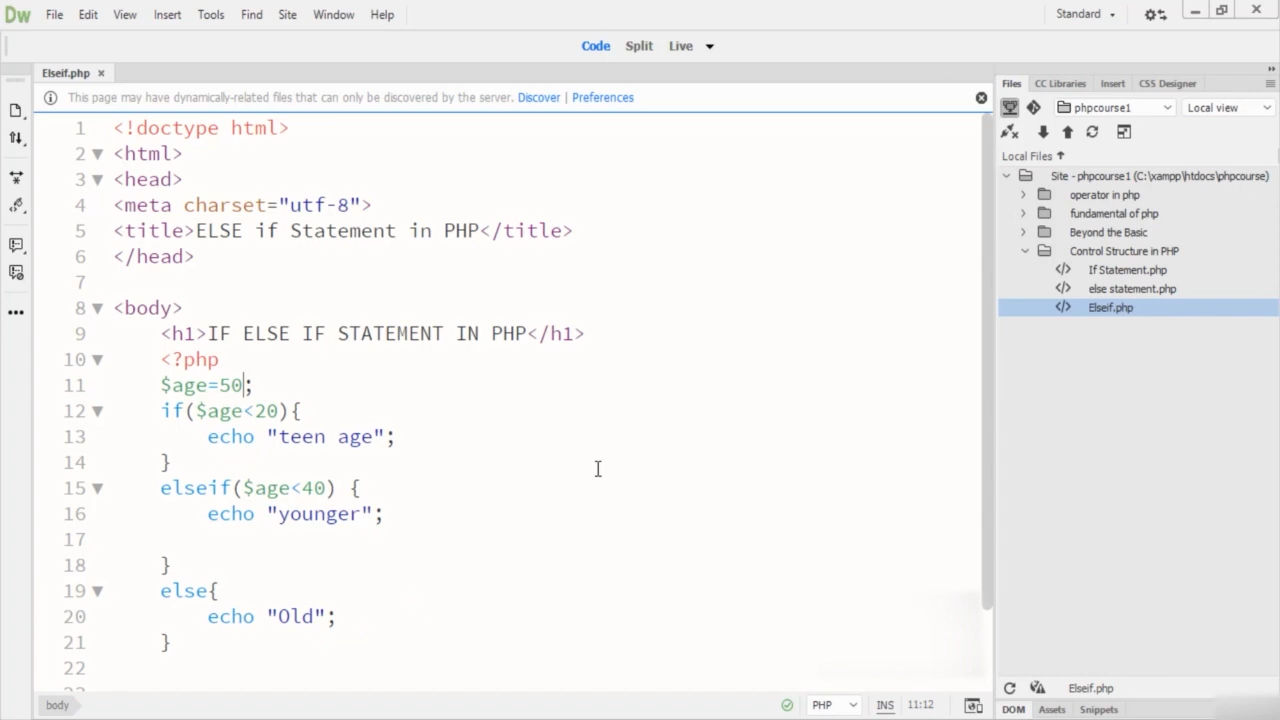 Dw File Edit View Insert Tools Find Site Window Help Standard
Code Split Live
Elseif.php
This page may have dynamically-related files that can only be discovered by the server. Discover | Preferences
1 <!doctype html>
2 <html>
3 <head>
4 <meta charset="utf-8">
5 <title>ELSE if Statement in PHP</title>
6 </head>
7
8 <body>
9 <h1>IF ELSE IF STATEMENT IN PHP</h1>
10 <?php
11 $age=50;
12 if($age<20){
13 echo "teen age";
14 }
15 elseif($age<40) {
16 echo "younger";
17
18 }
19 else{
20 echo "Old";
21 }
22
body PHP INS 11:12
Files CC Libraries Insert CSS Designer
phpcourse1 Local view
Local Files
Site - phpcourse1 (C:\xampp\htdocs\phpcourse)
operator in php
fundamental of php
Beyond the Basic
Control Structure in PHP
If Statement.php
else statement.php
Elseif.php
Elseif.php
DOM Assets Snippets